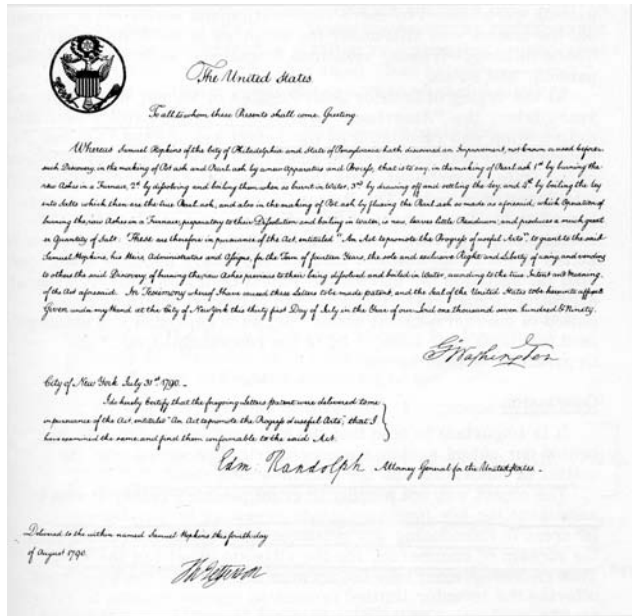 The United States.
To all to whom these Presents shall come, Greeting.
Whereas Samuel Hopkins of the City of Philadelphia and State of Pensylvania hath discovered an Improvement, not known or used before
such Discovery, in the making of Pot ash and Pearl ash by a new Apparatus and Process; that is to say, in the making of Pearl ash 1st by burning the
raw Ashes in a Furnace, 2d by dissolving and boiling them when so burnt in Water, 3rd by drawing off and settling the ley, and 4th by boiling the ley
into Salts which then are the true Pearl ash; and also in the making of Pot ash by fluxing the Pearl ash so made as aforesaid; which Operation of
burning the raw Ashes in a Furnace, preparatory to their Dissolution and boiling in Water, is new, leaves little Residuum; and produces a much greater
Quantity of Salt: These are therefore in pursuance of the Act, entituled "An Act to promote the Progress of useful Arts", to grant to the said
Samuel Hopkins, his Heirs, Administrators and Assigns, for the Term of fourteen Years, the sole and exclusive Right and Liberty of using and vending
to others the said Discovery of burning the raw Ashes previous to their being dissolved and boiled in Water, according to the true Intent and Meaning
of the Act aforesaid. In Testimony whereof I have caused these Letters to be made patent, and the Seal of the United States to be hereunto affixed
Given under my Hand at the City of New York this thirty first Day of July in the Year of our Lord one thousand seven hundred & Ninety.
G. Washington
City of New York July 31st 1790. -
I do hereby Certify that the foregoing Letters patent were delivered to me
in pursuance of the Act, entituled "An Act to promote the Progress of useful Arts"; that I
have examined the same, and find them conformable to the said Act.
Edm: Randolph Attorney General for the United States. -
Delivered to the within named Samuel Hopkins this fourth day
of August 1790.
Th: Jefferson